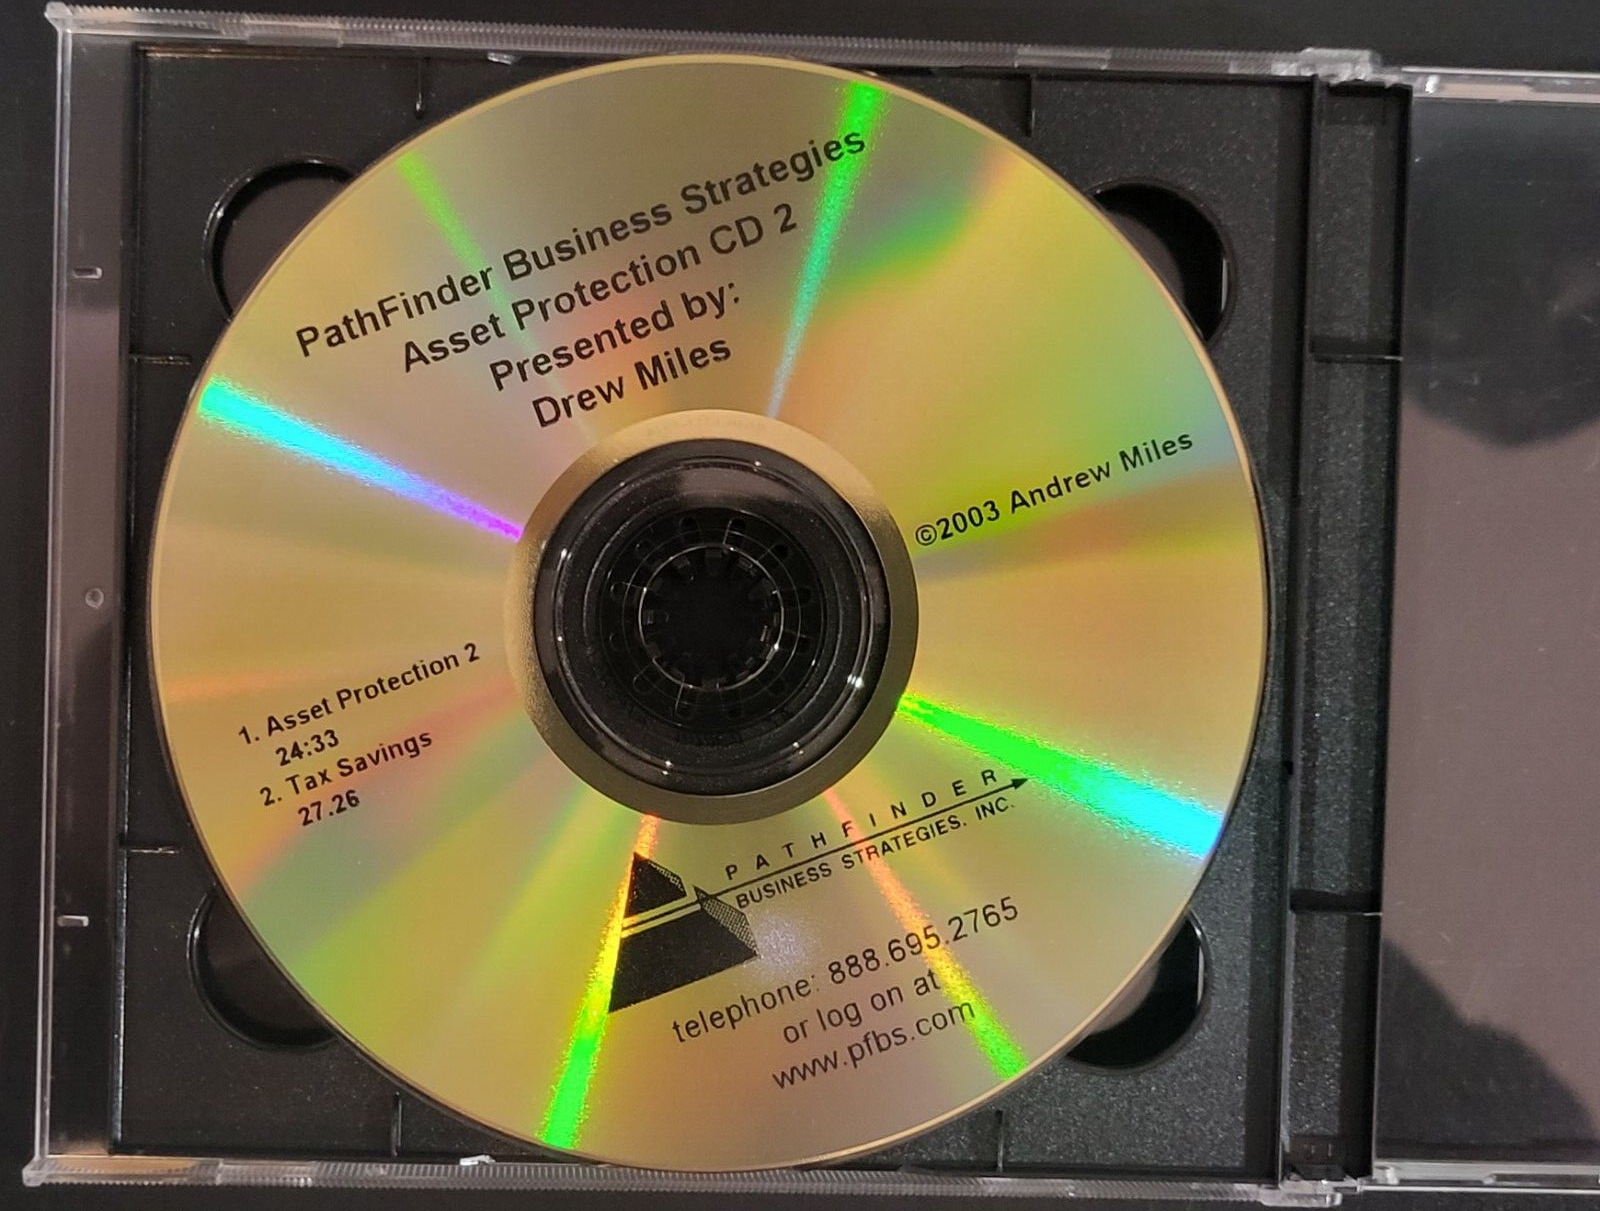 PathFinder Business Strategies
Asset Protection CD 2
Presented by:
Drew Miles
©2003 Andrew Miles
1. Asset Protection 2
24:33
2. Tax Savings
27.26
PATHFINDER
BUSINESS STRATEGIES, INC.
telephone: 888.695.2765
or log on at
www.pfbs.com